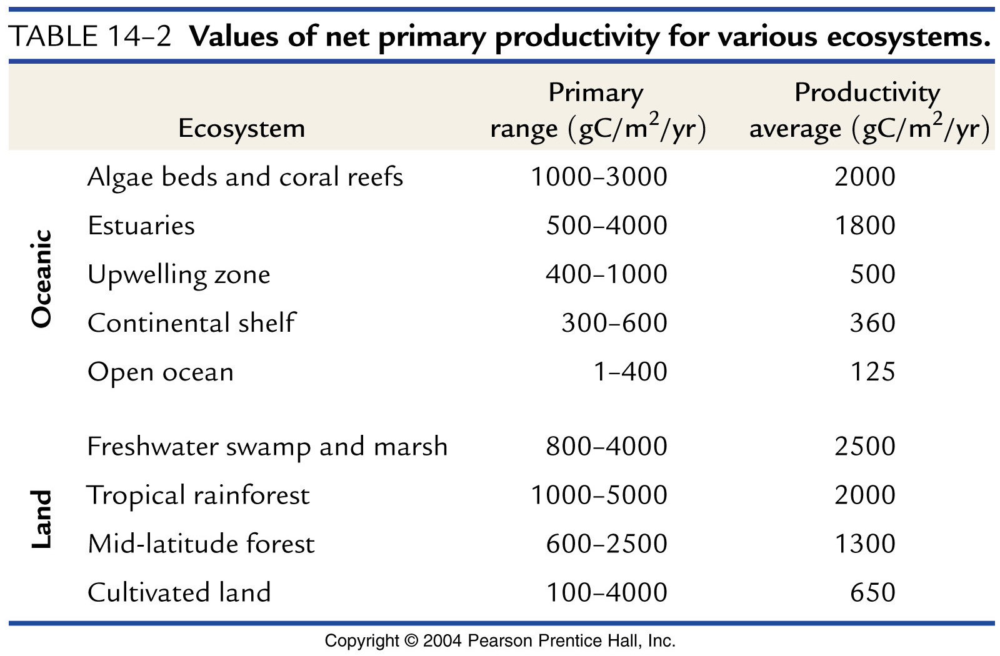 TABLE 14–2 Values of net primary productivity for various ecosystems.
Primary Productivity
Ecosystem range (gC/m²/yr) average (gC/m²/yr)
Oceanic
Algae beds and coral reefs 1000–3000 2000
Estuaries 500–4000 1800
Upwelling zone 400–1000 500
Continental shelf 300–600 360
Open ocean 1–400 125
Land
Freshwater swamp and marsh 800–4000 2500
Tropical rainforest 1000–5000 2000
Mid-latitude forest 600–2500 1300
Cultivated land 100–4000 650
Copyright © 2004 Pearson Prentice Hall, Inc.